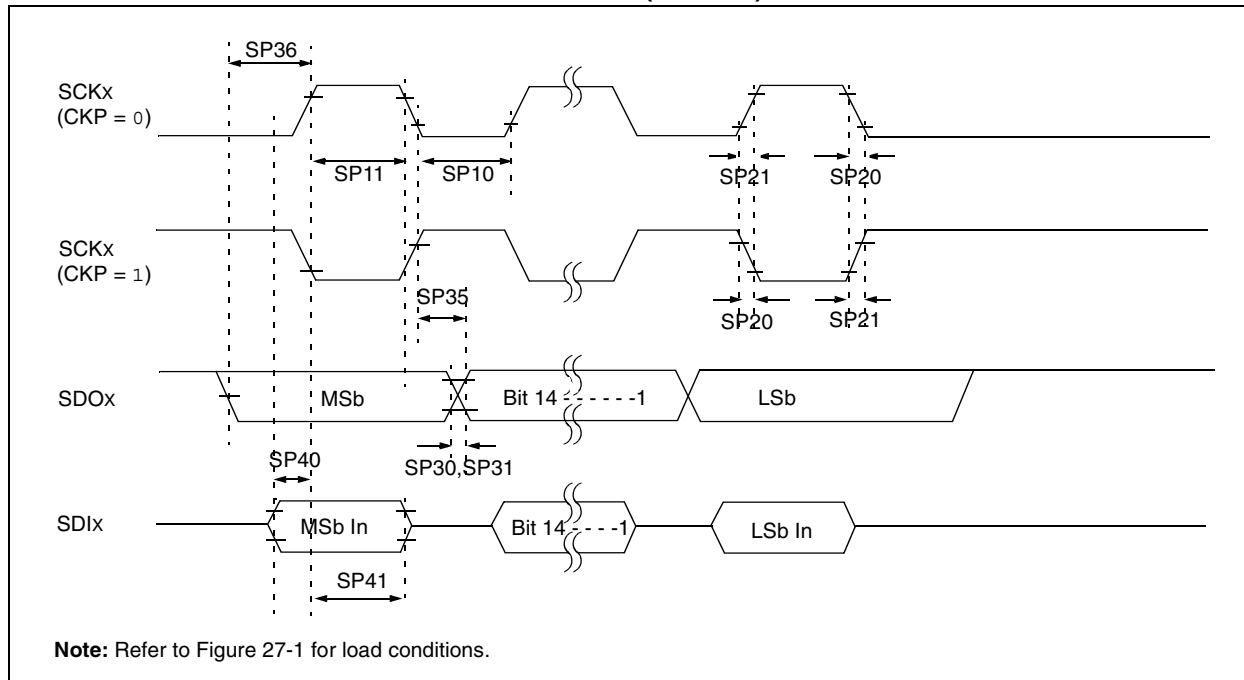 SP36
SCKx
(CKP = 0)
SP11
SP10
SP21
SP20
SCKx
(CKP = 1)
SP35
SP20
SP21
SDOx
MSb
Bit 14 - - - - - -1
LSb
SP40
SP30,SP31
SDIx
MSb In
Bit 14 - - - - -1
LSb In
SP41
Note: Refer to Figure 27-1 for load conditions.